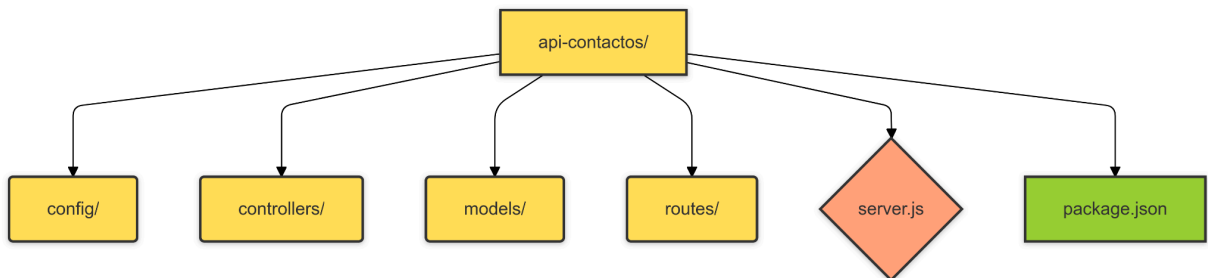 api-contactos/
config/
controllers/
models/
routes/
server.js
package.json